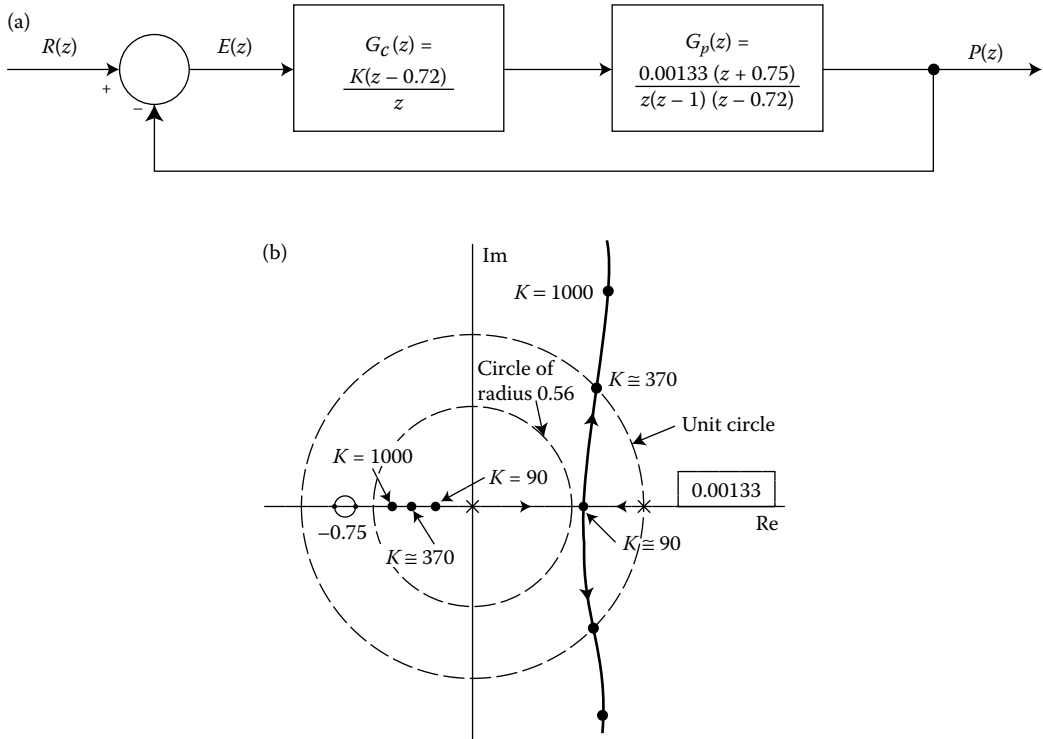 (a)
R(z)
+
−
E(z)
G_c(z) =
K(z − 0.72)
z
G_p(z) =
0.00133 (z + 0.75)
z(z − 1) (z − 0.72)
P(z)
(b)
Im
K = 1000
Circle of
radius 0.56
K ≅ 370
Unit circle
K = 1000
K = 90
0.00133
−0.75
K ≅ 370
K ≅ 90
Re